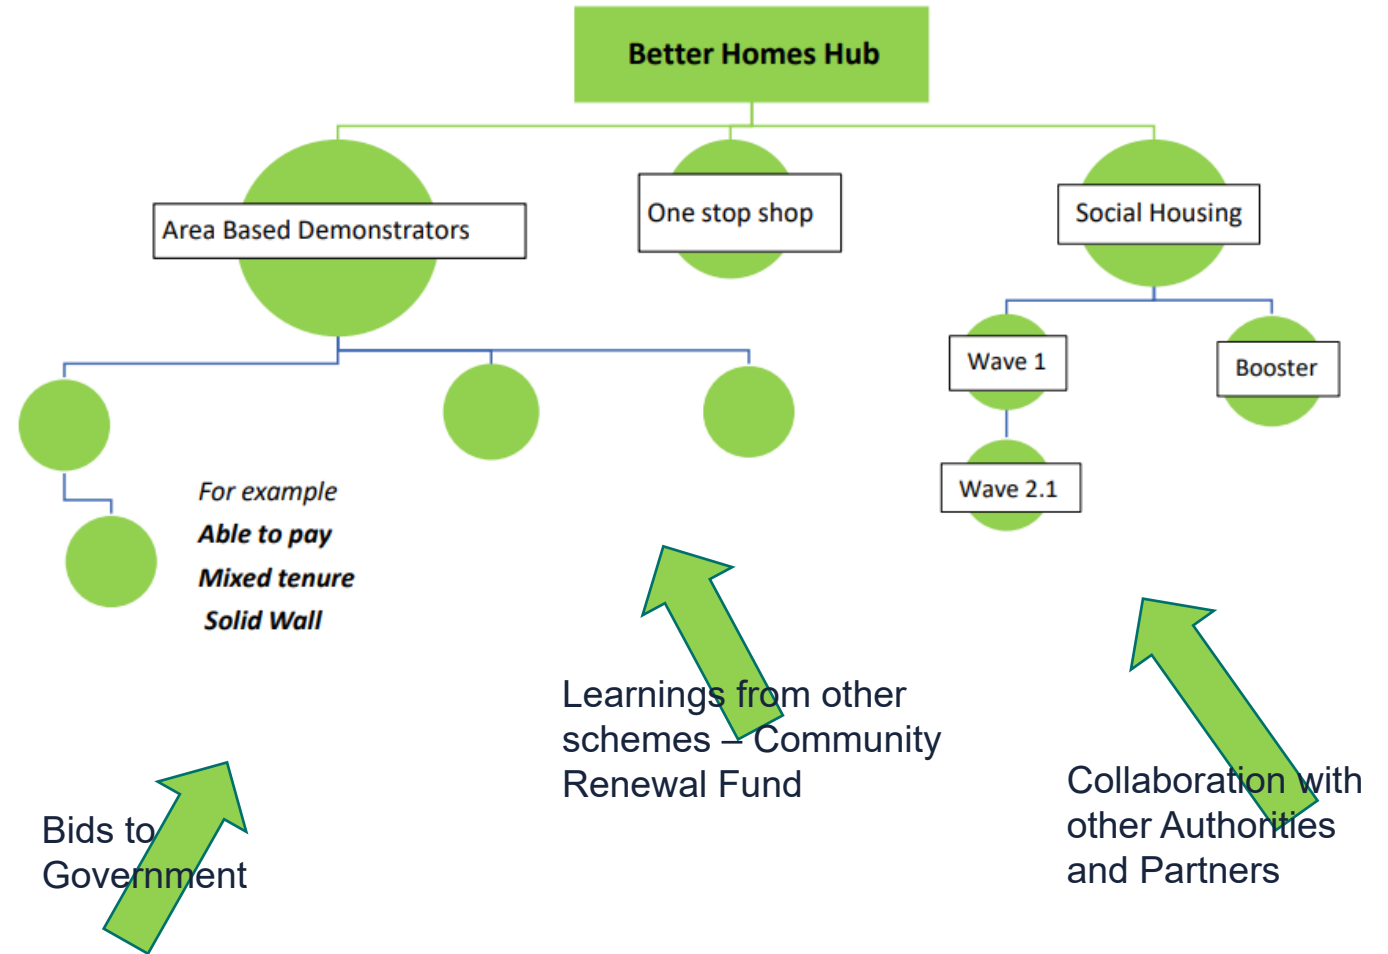 Better Homes Hub
Area Based Demonstrators
One stop shop
Social Housing
Wave 1
Booster
Wave 2.1
For example
Able to pay
Mixed tenure
Solid Wall
Learnings from other
schemes – Community
Renewal Fund
Collaboration with
other Authorities
and Partners
Bids to
Government